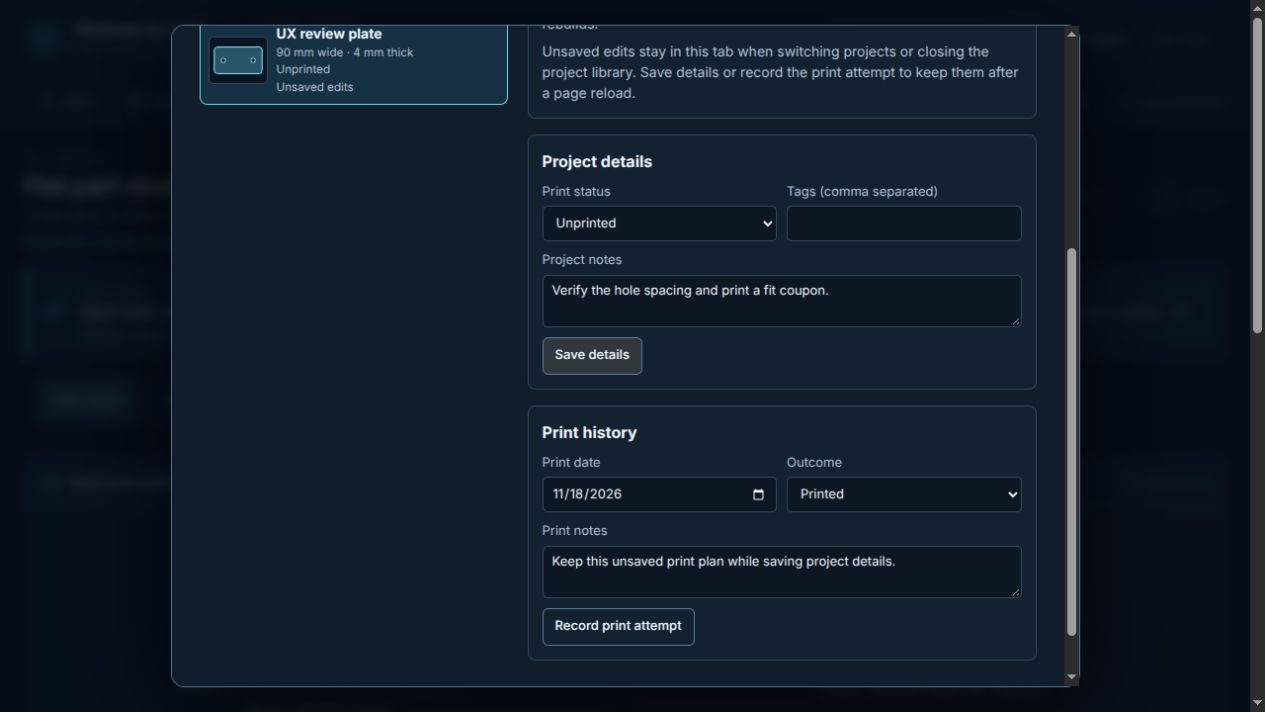 UX review plate
90 mm wide · 4 mm thick
Unprinted
Unsaved edits
rebuilds.
Unsaved edits stay in this tab when switching projects or closing the
project library. Save details or record the print attempt to keep them after
a page reload.
Project details
Print status
Tags (comma separated)
Unprinted
Project notes
Verify the hole spacing and print a fit coupon.
Save details
Print history
Print date
Outcome
11/18/2026
Printed
Print notes
Keep this unsaved print plan while saving project details.
Record print attempt